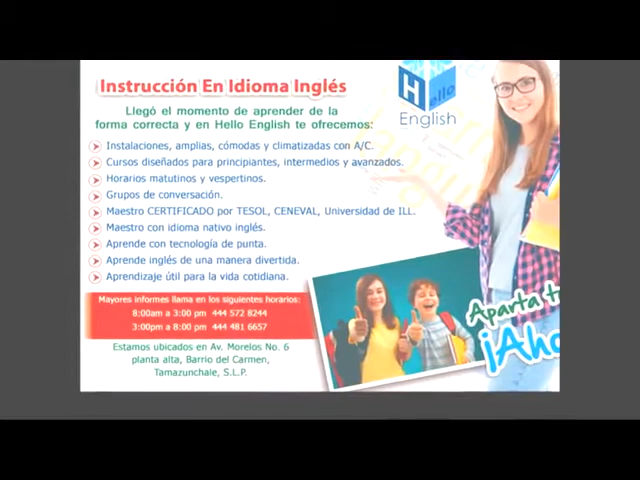 Instrucción En Idioma Inglés
Llegó el momento de aprender de la
forma correcta y en Hello English te ofrecemos:
Instalaciones, amplias, cómodas y climatizadas con A/C.
Cursos diseñados para principiantes, intermedios y avanzados.
Horarios matutinos y vespertinos.
Grupos de conversación.
Maestro CERTIFICADO por TESOL, CENEVAL, Universidad de ILL.
Maestro con idioma nativo inglés.
Aprende con tecnología de punta.
Aprende inglés de una manera divertida.
Aprendizaje útil para la vida cotidiana.
Mayores informes llama en los siguientes horarios:
8:00am a 3:00 pm 444 572 8244
3:00pm a 8:00 pm 444 481 6657
Estamos ubicados en Av. Morelos No. 6
planta alta, Barrio del Carmen,
Tamazunchale, S.L.P.
Hello
English
Aparta t
¡Aho